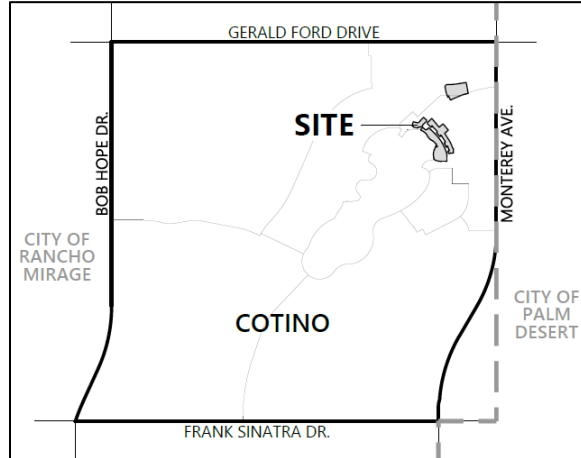 GERALD FORD DRIVE
BOB HOPE DR.
SITE
MONTEREY AVE.
CITY OF
RANCHO
MIRAGE
COTINO
CITY OF
PALM
DESERT
FRANK SINATRA DR.